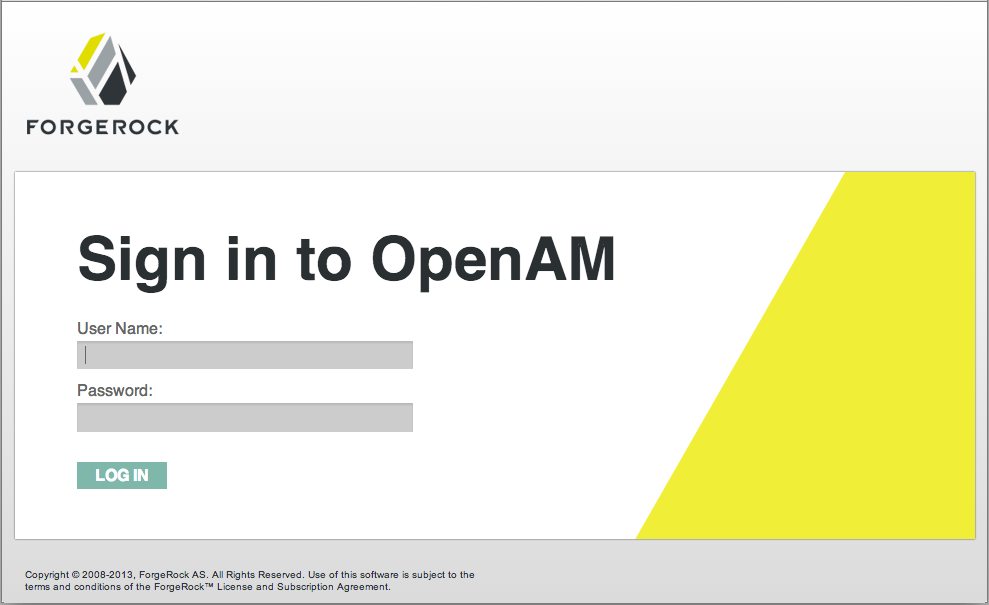 FORGEROCK
Sign in to OpenAM
User Name:
Password:
LOG IN
Copyright © 2008-2013, ForgeRock AS. All Rights Reserved. Use of this software is subject to the
terms and conditions of the ForgeRock™ License and Subscription Agreement.